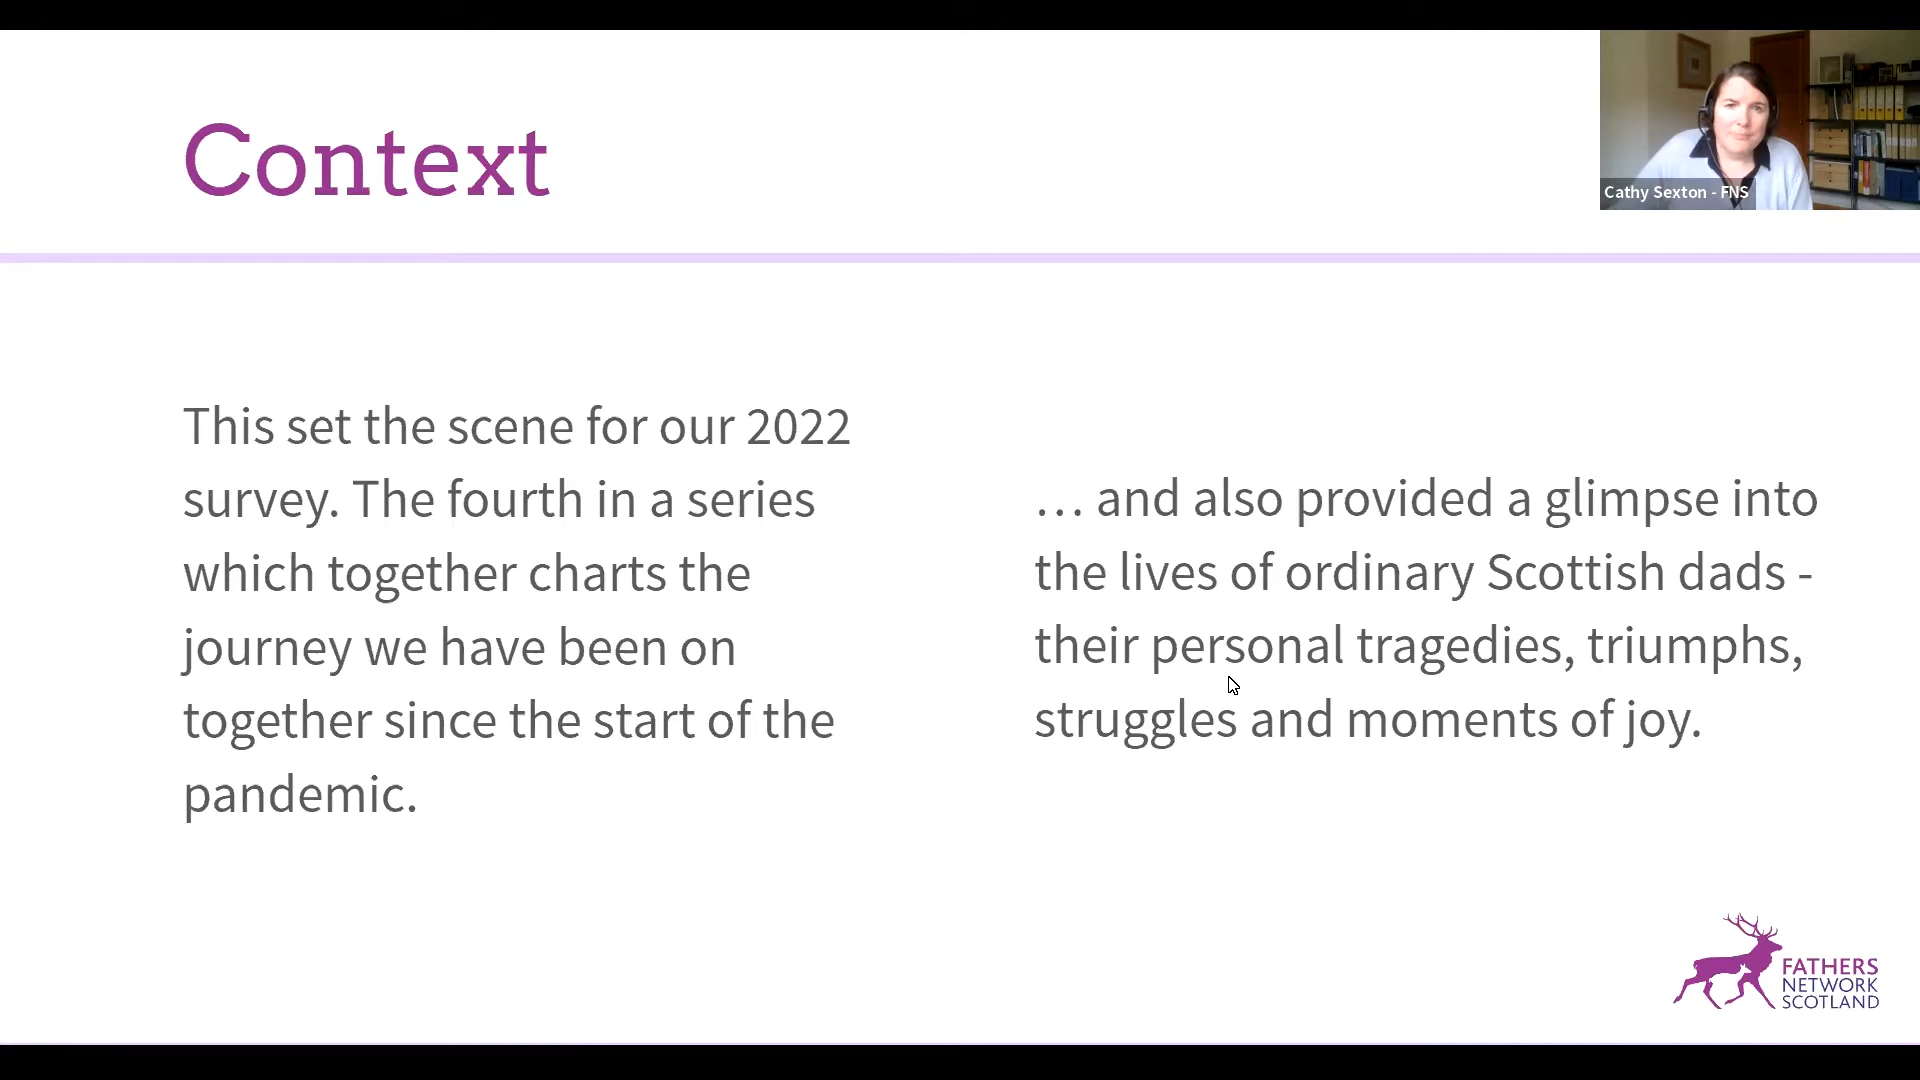 Context
Cathy Sexton - FNS
This set the scene for our 2022
survey. The fourth in a series
which together charts the
journey we have been on
together since the start of the
pandemic.
… and also provided a glimpse into
the lives of ordinary Scottish dads -
their personal tragedies, triumphs,
struggles and moments of joy.
FATHERS
NETWORK
SCOTLAND